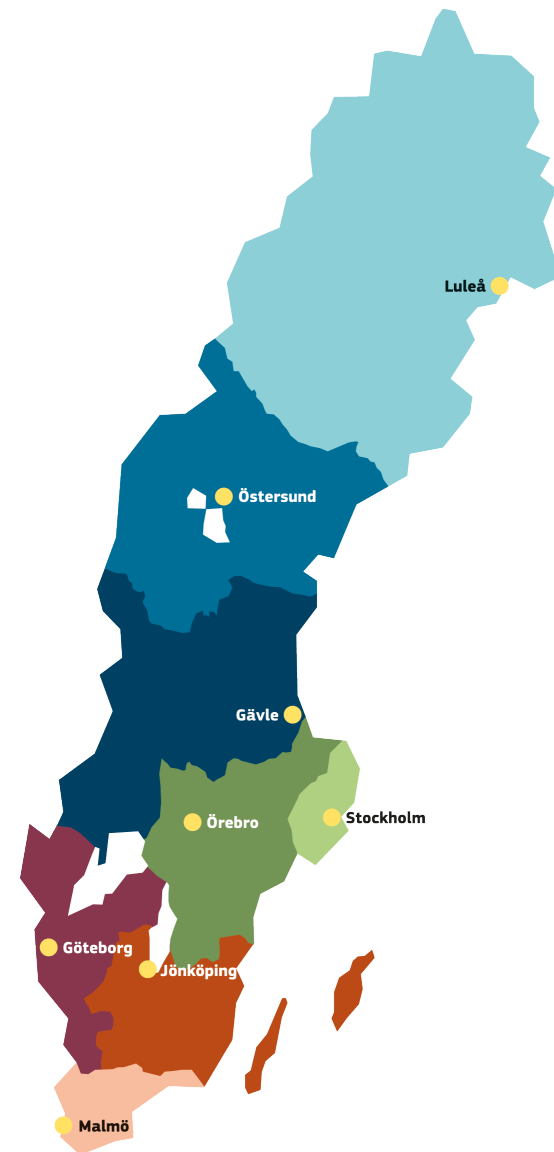 Luleå
Östersund
Gävle
Örebro
Stockholm
Göteborg
Jönköping
Malmö